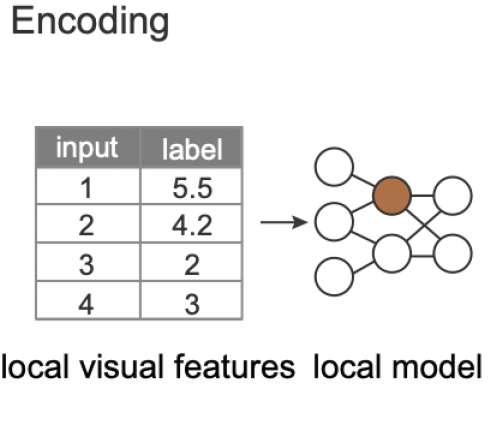 Encoding
input label
1 5.5
2 4.2
3 2
4 3
local visual features local model